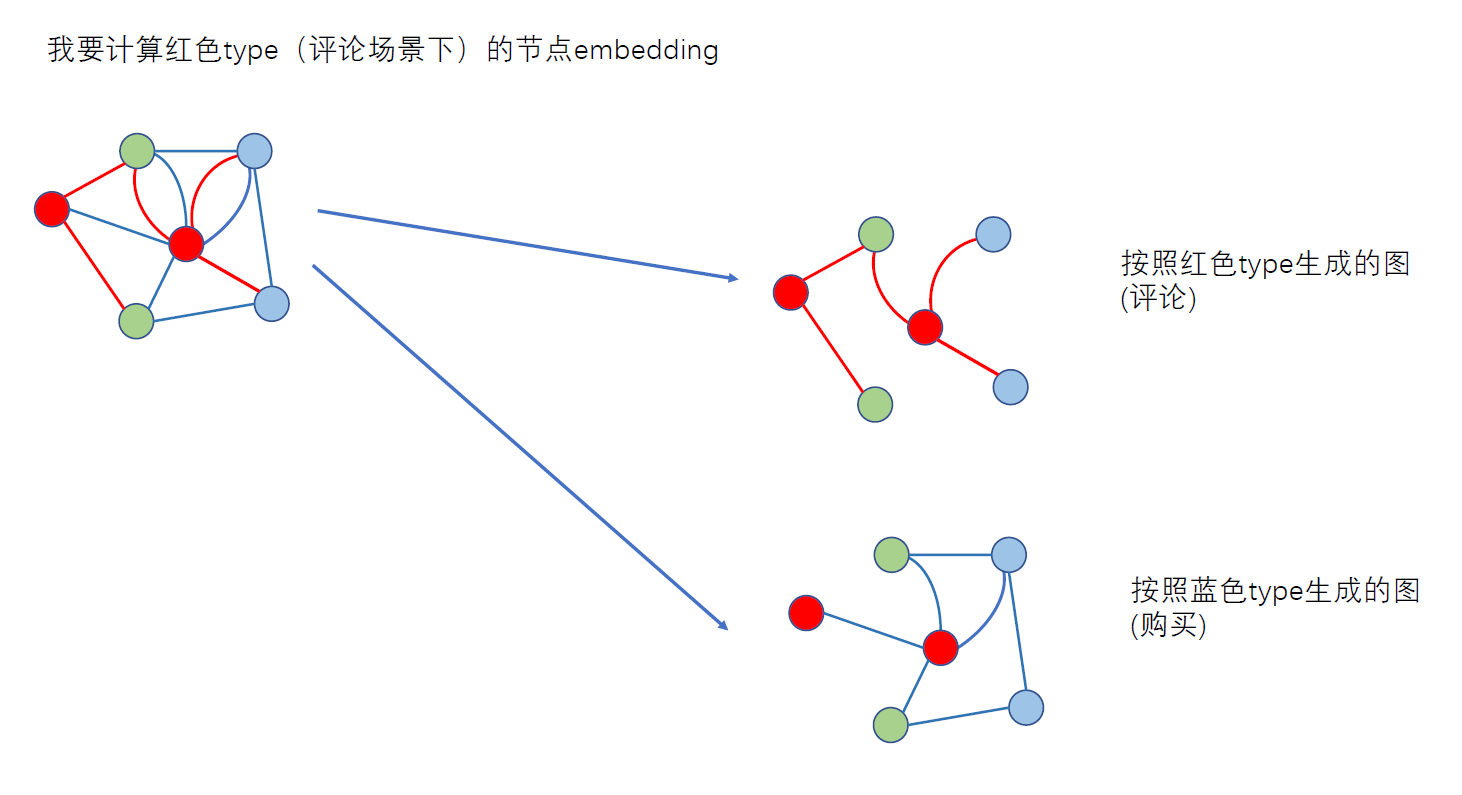 我要计算红色type（评论场景下）的节点embedding
按照红色type生成的图
(评论)
按照蓝色type生成的图
(购买)